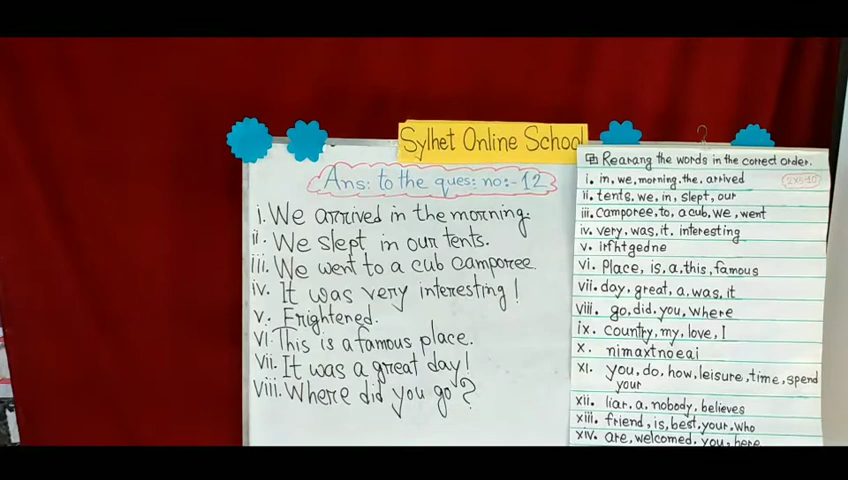 Sylhet Online School
Ans: to the ques: no:-12
i. We arrived in the morning.
ii. We slept in our tents.
iii. We went to a cub camporee.
iv. It was very interesting!
v. Frightened.
vi. This is a famous place.
vii. It was a great day!
viii. Where did you go?
Rearang the words in the correct order.
i. in, we, morning, the, arrived
ii. tents, we, in, slept, our
iii. camporee, to, a cub, we, went
iv. very, was, it, interesting
v. irfhtgedne
vi. Place, is, a, this, famous
vii. day, great, a, was, it
viii. go, did, you, where
ix. country, my, love, I
x. nimaxtnoeai
xi. you, do, how, leisure, time, spend
your
xii. liar, a, nobody, believes
xiii. friend, is, best, your, who
xiv. are, welcomed, you, here